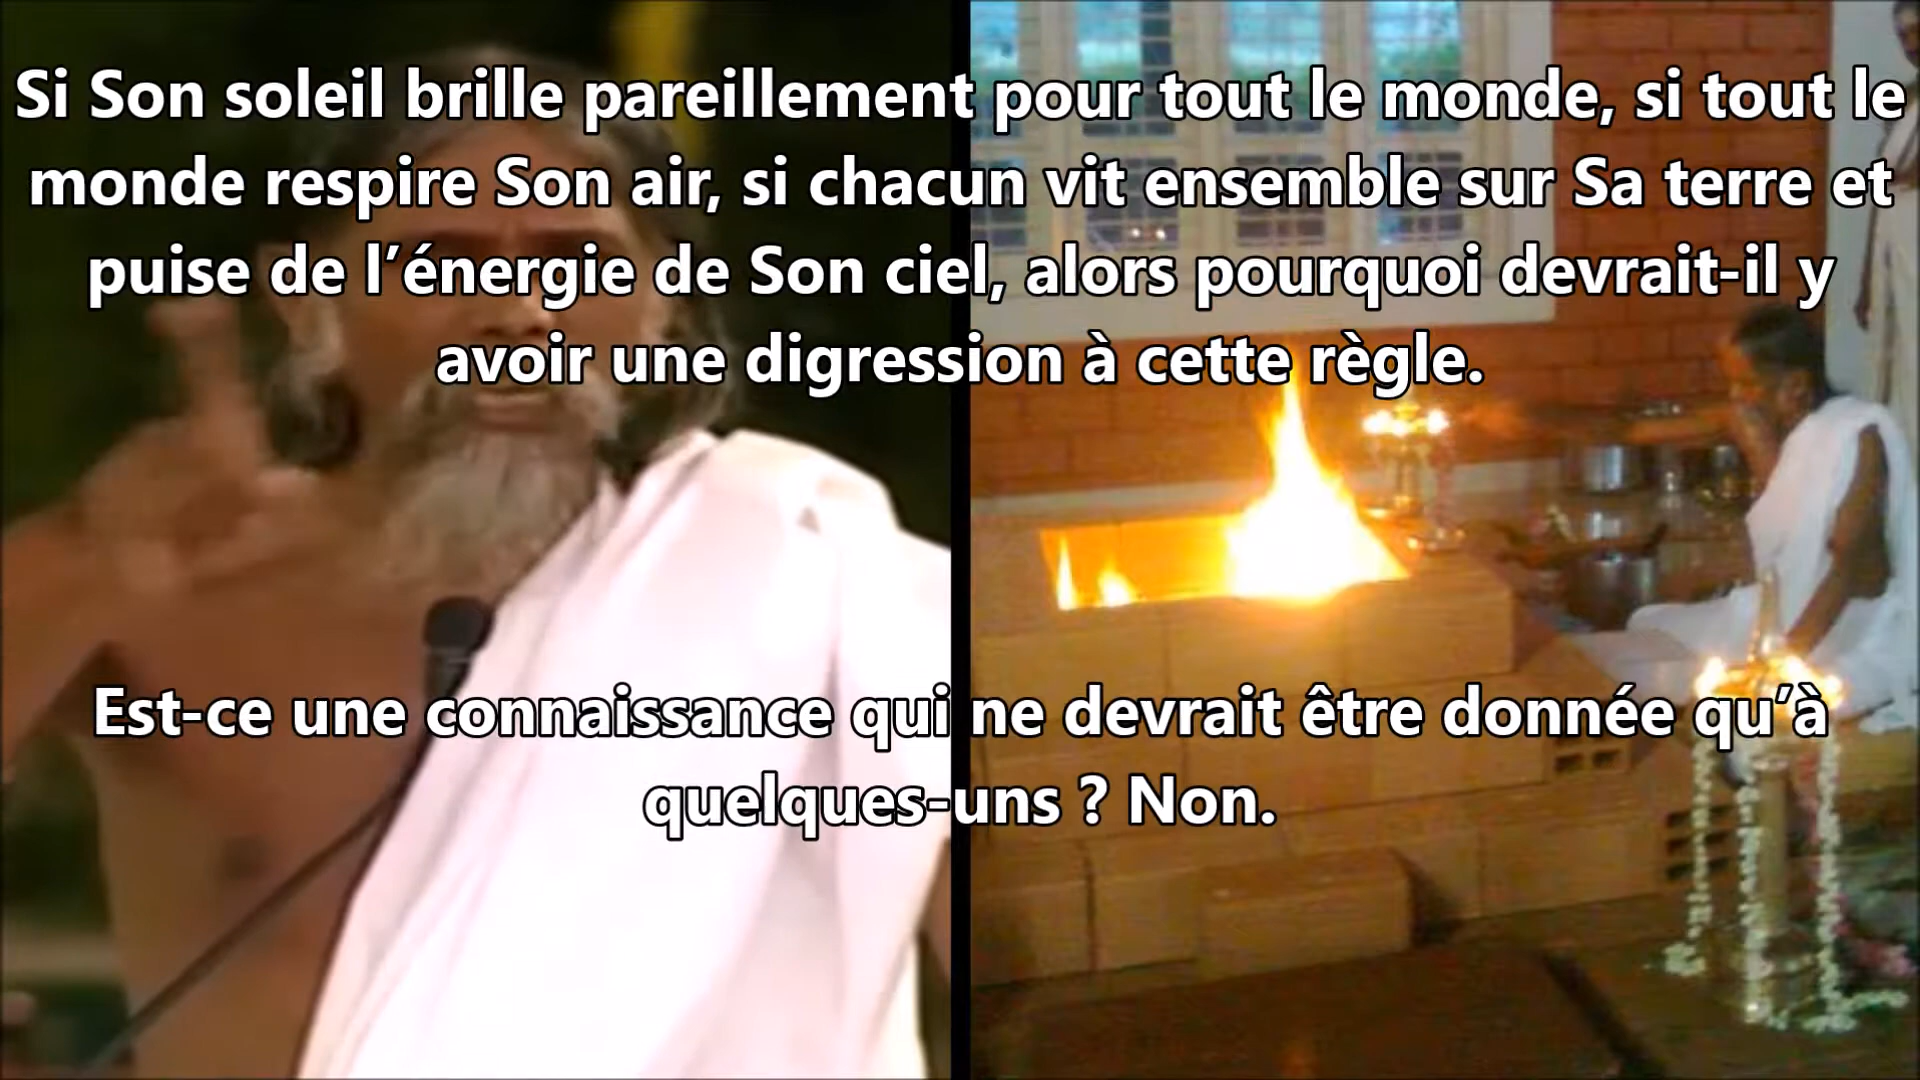 Si Son soleil brille pareillement pour tout le monde, si tout le
monde respire Son air, si chacun vit ensemble sur Sa terre et
puise de l’énergie de Son ciel, alors pourquoi devrait-il y
avoir une digression à cette règle.
Est-ce une connaissance qui ne devrait être donnée qu’à
quelques-uns ? Non.